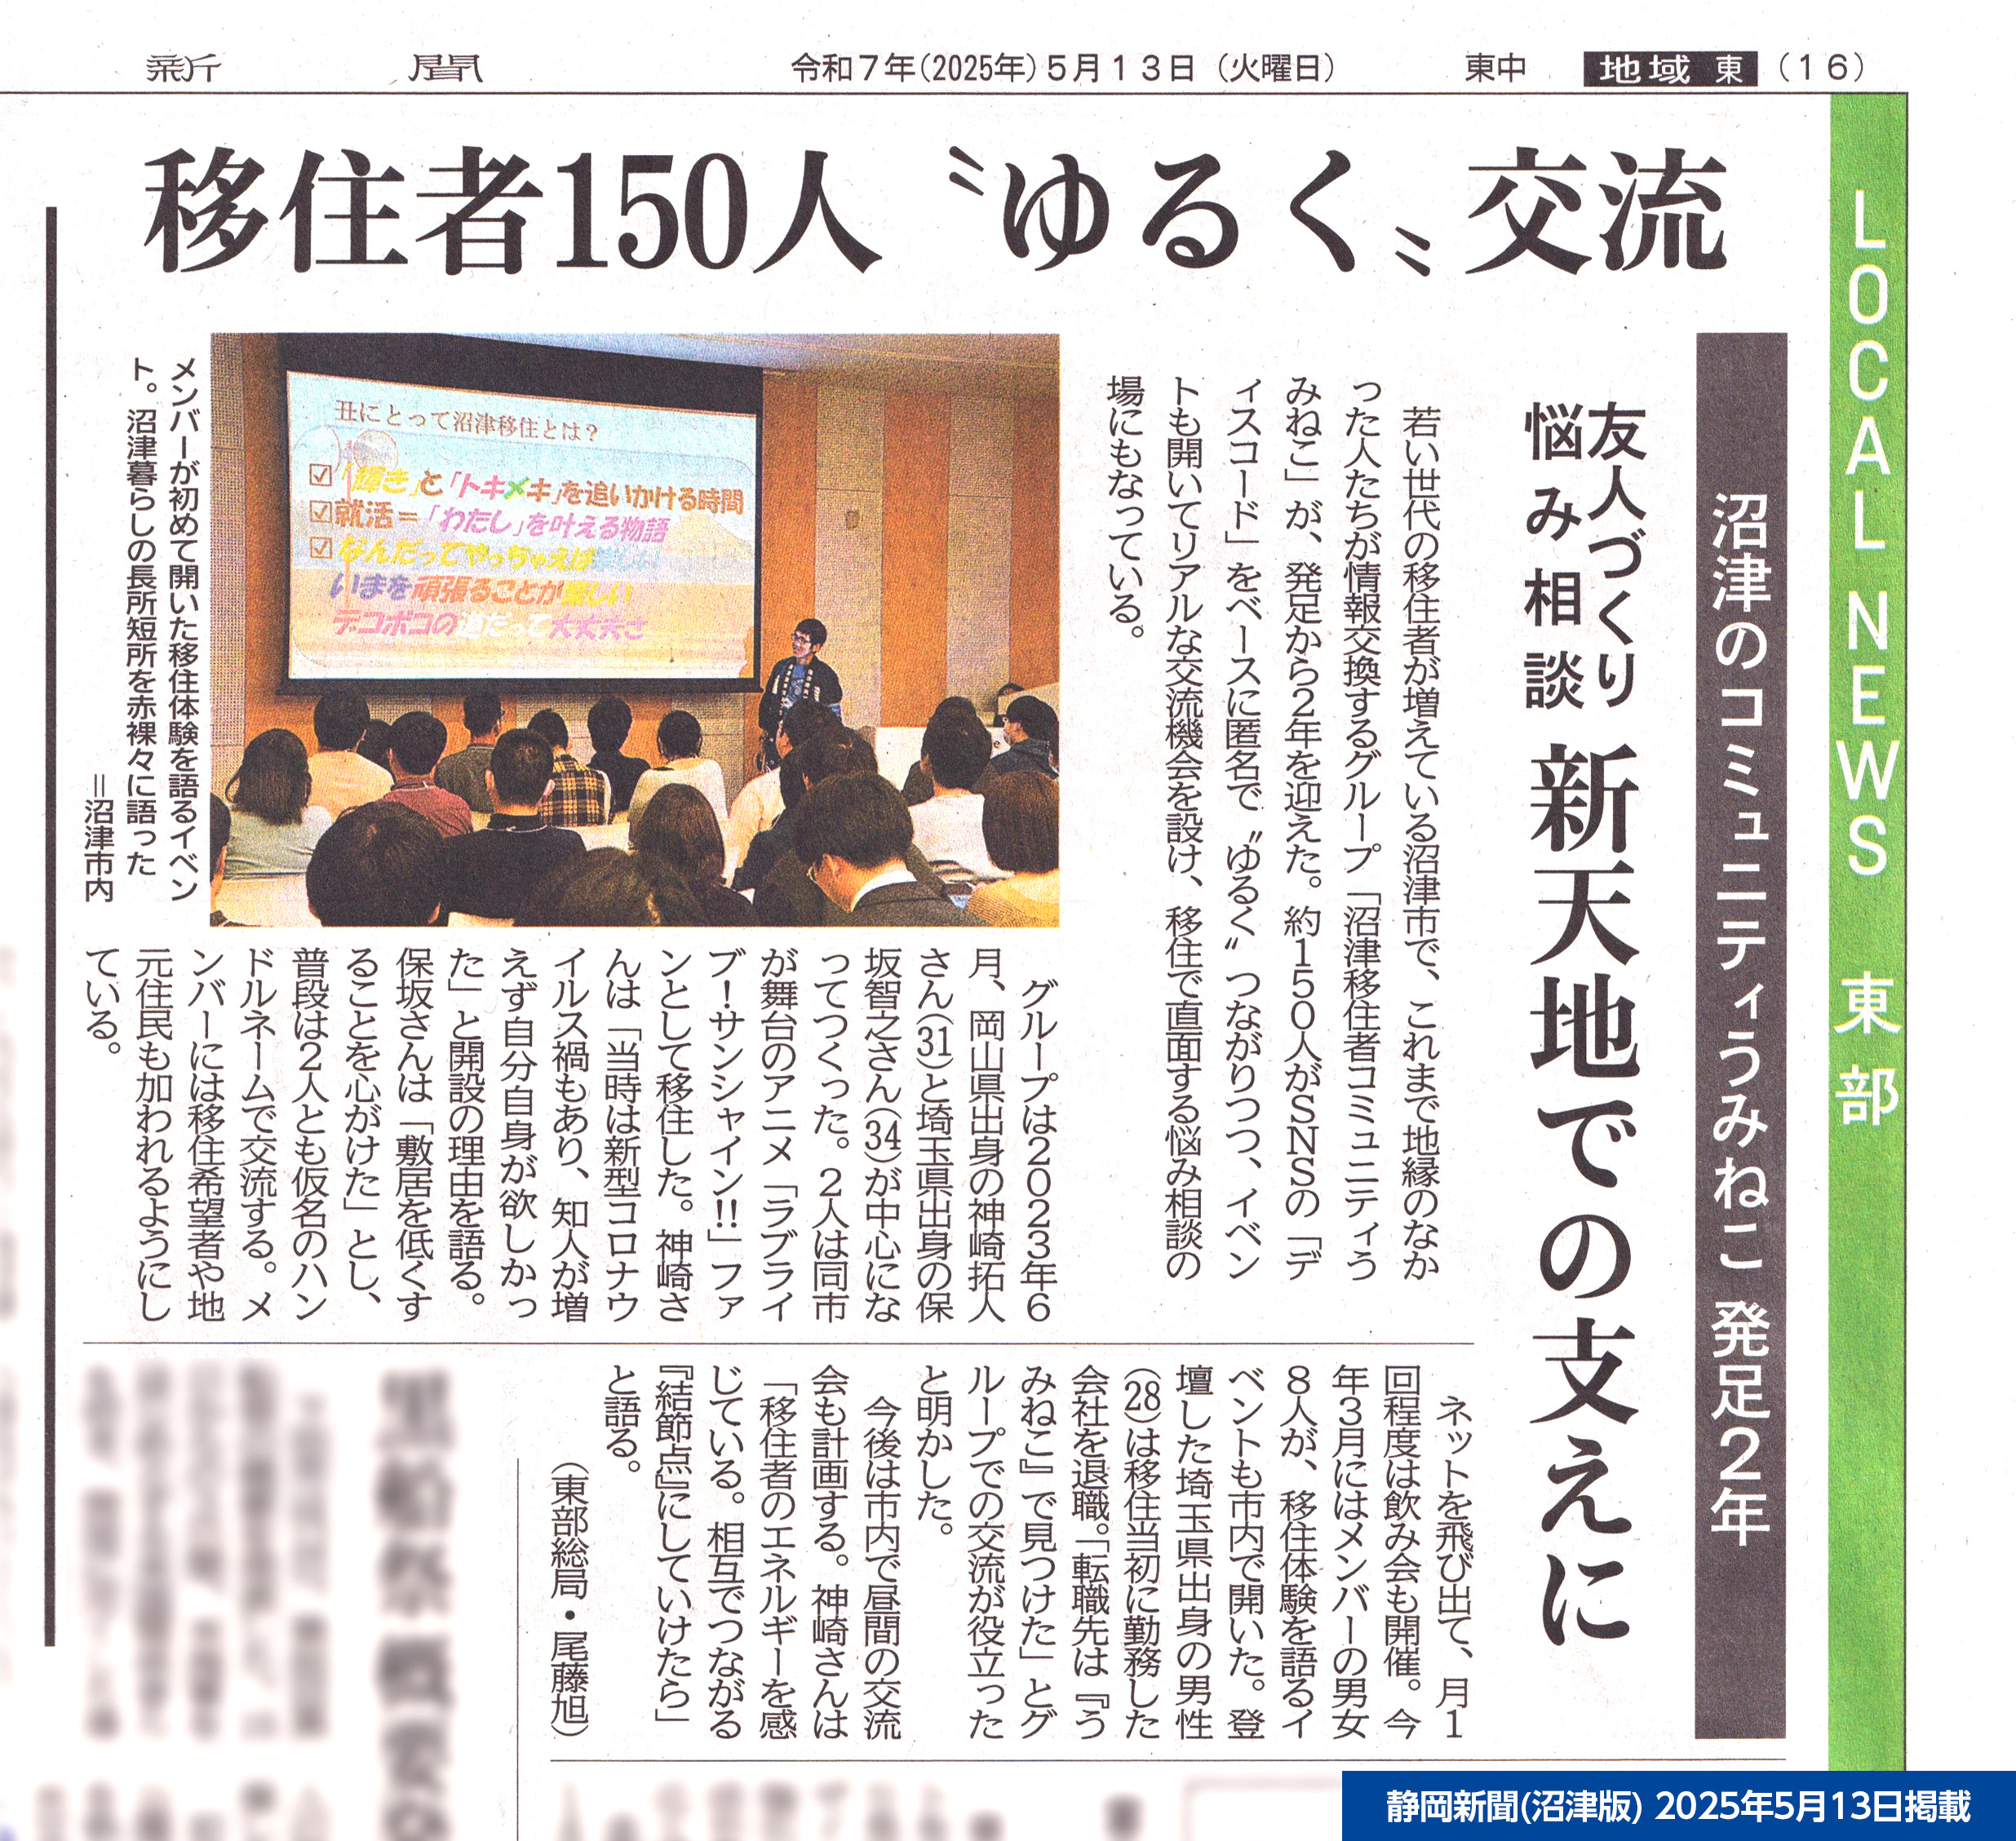 新聞
令和7年(2025年)5月13日(火曜日)
東中
地域 東
(16)
LOCAL NEWS 東部
移住者150人〝ゆるく〟交流
沼津のコミュニティうみねこ 発足2年
友人づくり
悩み相談
新天地での支えに
若い世代の移住者が増えている沼津市で、これまで地縁のなか
った人たちが情報交換するグループ「沼津移住者コミュニティう
みねこ」が、発足から2年を迎えた。約150人がSNSの「デ
ィスコード」をベースに匿名で〝ゆるく〟つながりつつ、イベン
トも開いてリアルな交流機会を設け、移住で直面する悩み相談の
場にもなっている。
丑にとって沼津移住とは?
☑「輝き」と「トキメキ」を追いかける時間
☑就活=「わたし」を叶える物語
☑なんだってやっちゃえば楽しい
いまを頑張ることが楽しい
デコボコの道だって大丈夫さ
メンバーが初めて開いた移住体験を語るイベン
ト。沼津暮らしの長所短所を赤裸々に語った
=沼津市内
グループは2023年6
月、岡山県出身の神崎拓人
さん(31)と埼玉県出身の保
坂智之さん(34)が中心にな
ってつくった。2人は同市
が舞台のアニメ「ラブライ
ブ!サンシャイン!!」ファ
ンとして移住した。神崎さ
んは「当時は新型コロナウ
イルス禍もあり、知人が増
えず自分自身が欲しかっ
た」と開設の理由を語る。
保坂さんは「敷居を低くす
ることを心がけた」とし、
普段は2人とも仮名のハン
ドルネームで交流する。メ
ンバーには移住希望者や地
元住民も加われるようにし
ている。
ネットを飛び出て、月1
回程度は飲み会も開催。今
年3月にはメンバーの男女
8人が、移住体験を語るイ
ベントも市内で開いた。登
壇した埼玉県出身の男性
(28)は移住当初に勤務した
会社を退職。「転職先は『う
みねこ』で見つけた」とグ
ループでの交流が役立った
と明かした。
今後は市内で昼間の交流
会も計画する。神崎さんは
「移住者のエネルギーを感
じている。相互でつながる
『結節点』にしていけたら」
と語る。
(東部総局・尾藤旭)
静岡新聞(沼津版) 2025年5月13日掲載